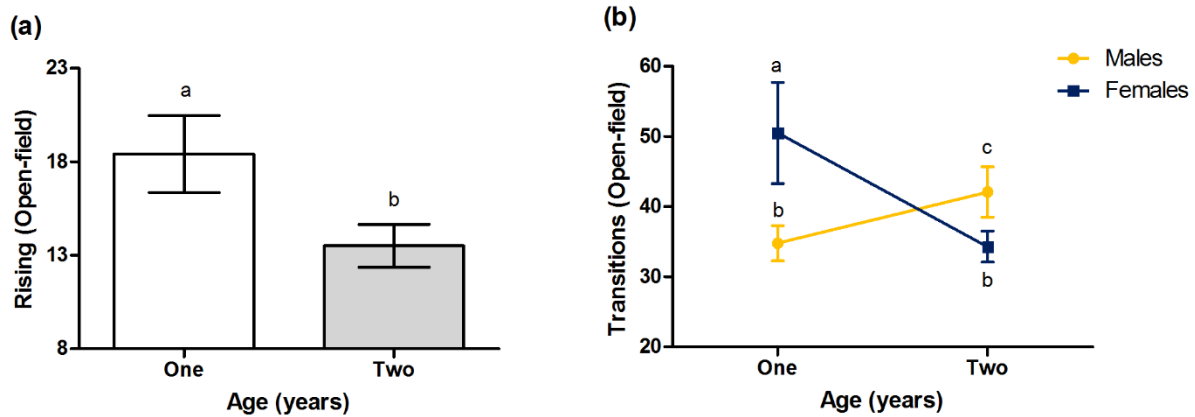 (a)
Rising (Open-field)
23
18
13
8
a
b
One
Two
Age (years)
(b)
Transitions (Open-field)
60
50
40
30
20
a
b
c
b
One
Two
Age (years)
Males
Females